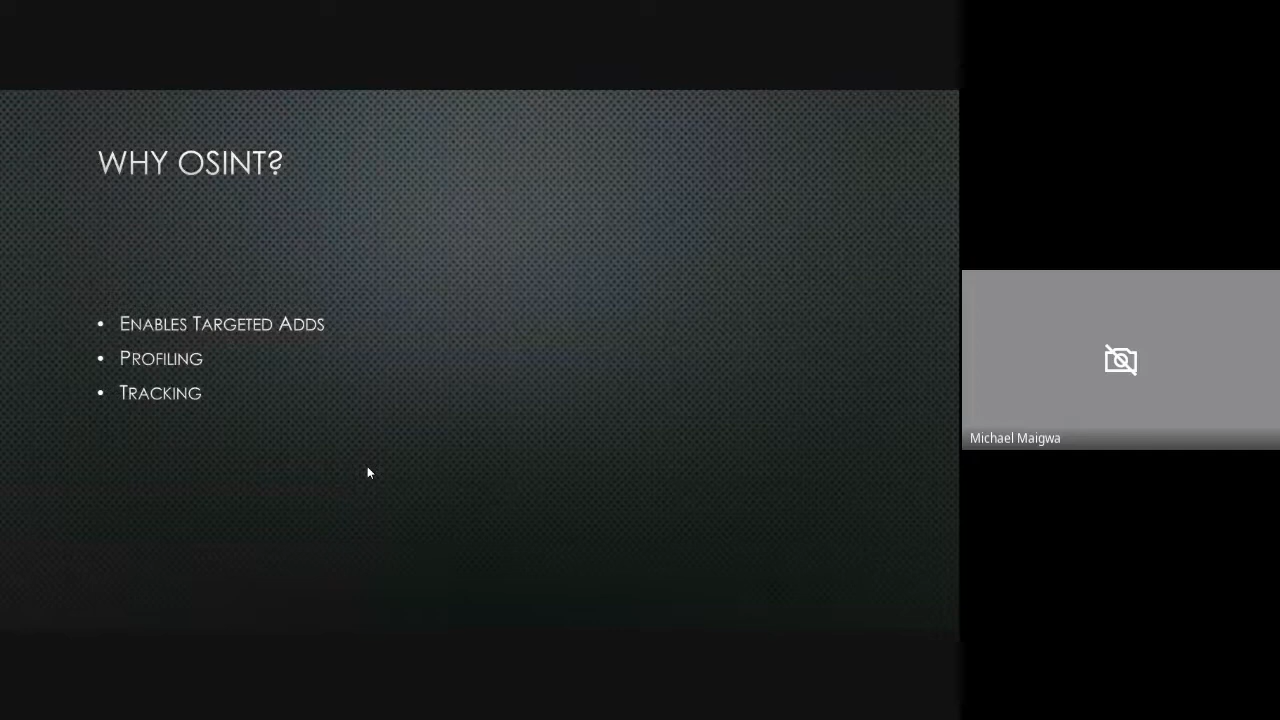 WHY OSINT?
• ENABLES TARGETED ADDS
• PROFILING
• TRACKING
Michael Maigwa